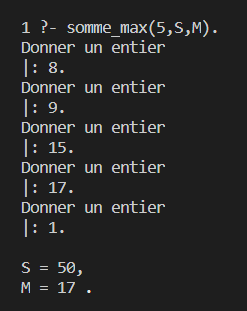 1 ?- somme_max(5,S,M).
Donner un entier
|: 8.
Donner un entier
|: 9.
Donner un entier
|: 15.
Donner un entier
|: 17.
Donner un entier
|: 1.
S = 50,
M = 17 .